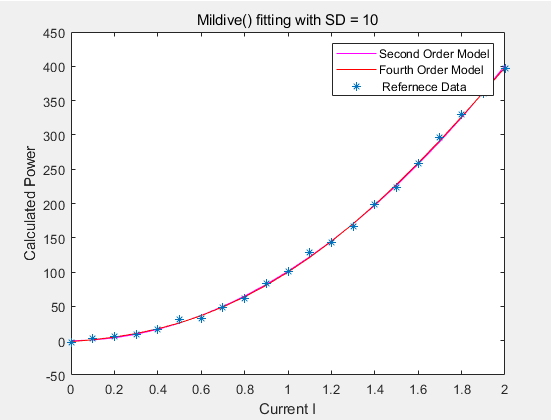 Mildive() fitting with SD = 10
Second Order Model
Fourth Order Model
Refernece Data
450
400
350
300
250
200
150
100
50
0
-50
Calculated Power
0 0.2 0.4 0.6 0.8 1 1.2 1.4 1.6 1.8 2
Current I